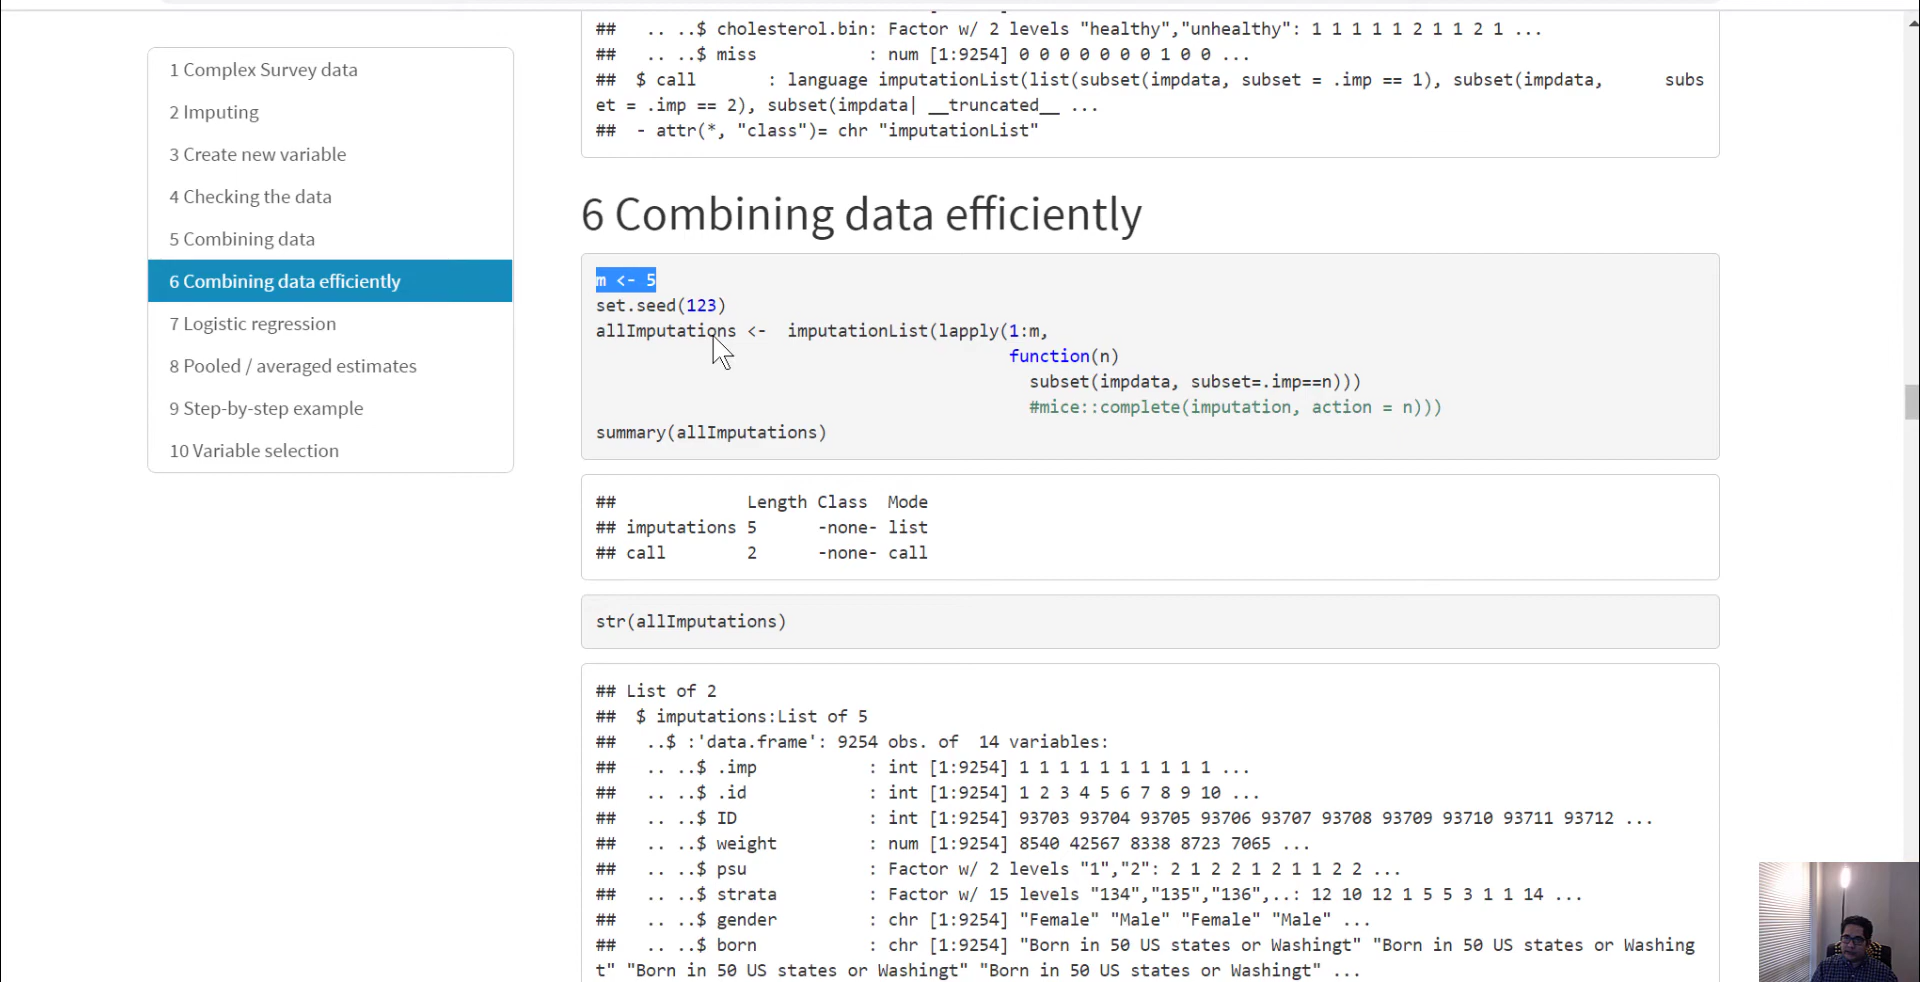 1 Complex Survey data
2 Imputing
3 Create new variable
4 Checking the data
5 Combining data
6 Combining data efficiently
7 Logistic regression
8 Pooled / averaged estimates
9 Step-by-step example
10 Variable selection
##   .. ..$ cholesterol.bin: Factor w/ 2 levels "healthy","unhealthy": 1 1 1 1 1 2 1 1 2 1 ...
##   .. ..$ miss           : num [1:9254] 0 0 0 0 0 0 0 1 0 0 ...
##  $ call       : language imputationList(list(subset(impdata, subset = .imp == 1), subset(impdata,      subs
et = .imp == 2), subset(impdata| __truncated__ ...
##  - attr(*, "class")= chr "imputationList"
6 Combining data efficiently
m <- 5
set.seed(123)
allImputations <-  imputationList(lapply(1:m,
function(n)
subset(impdata, subset=.imp==n)))
#mice::complete(imputation, action = n)))
summary(allImputations)
##             Length Class  Mode
## imputations 5      -none- list
## call        2      -none- call
str(allImputations)
## List of 2
##  $ imputations:List of 5
##   ..$ :'data.frame': 9254 obs. of  14 variables:
##   .. ..$ .imp           : int [1:9254] 1 1 1 1 1 1 1 1 1 1 ...
##   .. ..$ .id            : int [1:9254] 1 2 3 4 5 6 7 8 9 10 ...
##   .. ..$ ID             : int [1:9254] 93703 93704 93705 93706 93707 93708 93709 93710 93711 93712 ...
##   .. ..$ weight         : num [1:9254] 8540 42567 8338 8723 7065 ...
##   .. ..$ psu            : Factor w/ 2 levels "1","2": 2 1 2 2 1 2 1 1 2 2 ...
##   .. ..$ strata         : Factor w/ 15 levels "134","135","136",..: 12 10 12 1 5 5 3 1 1 14 ...
##   .. ..$ gender         : chr [1:9254] "Female" "Male" "Female" "Male" ...
##   .. ..$ born           : chr [1:9254] "Born in 50 US states or Washingt" "Born in 50 US states or Washing
t" "Born in 50 US states or Washingt" "Born in 50 US states or Washingt" ...